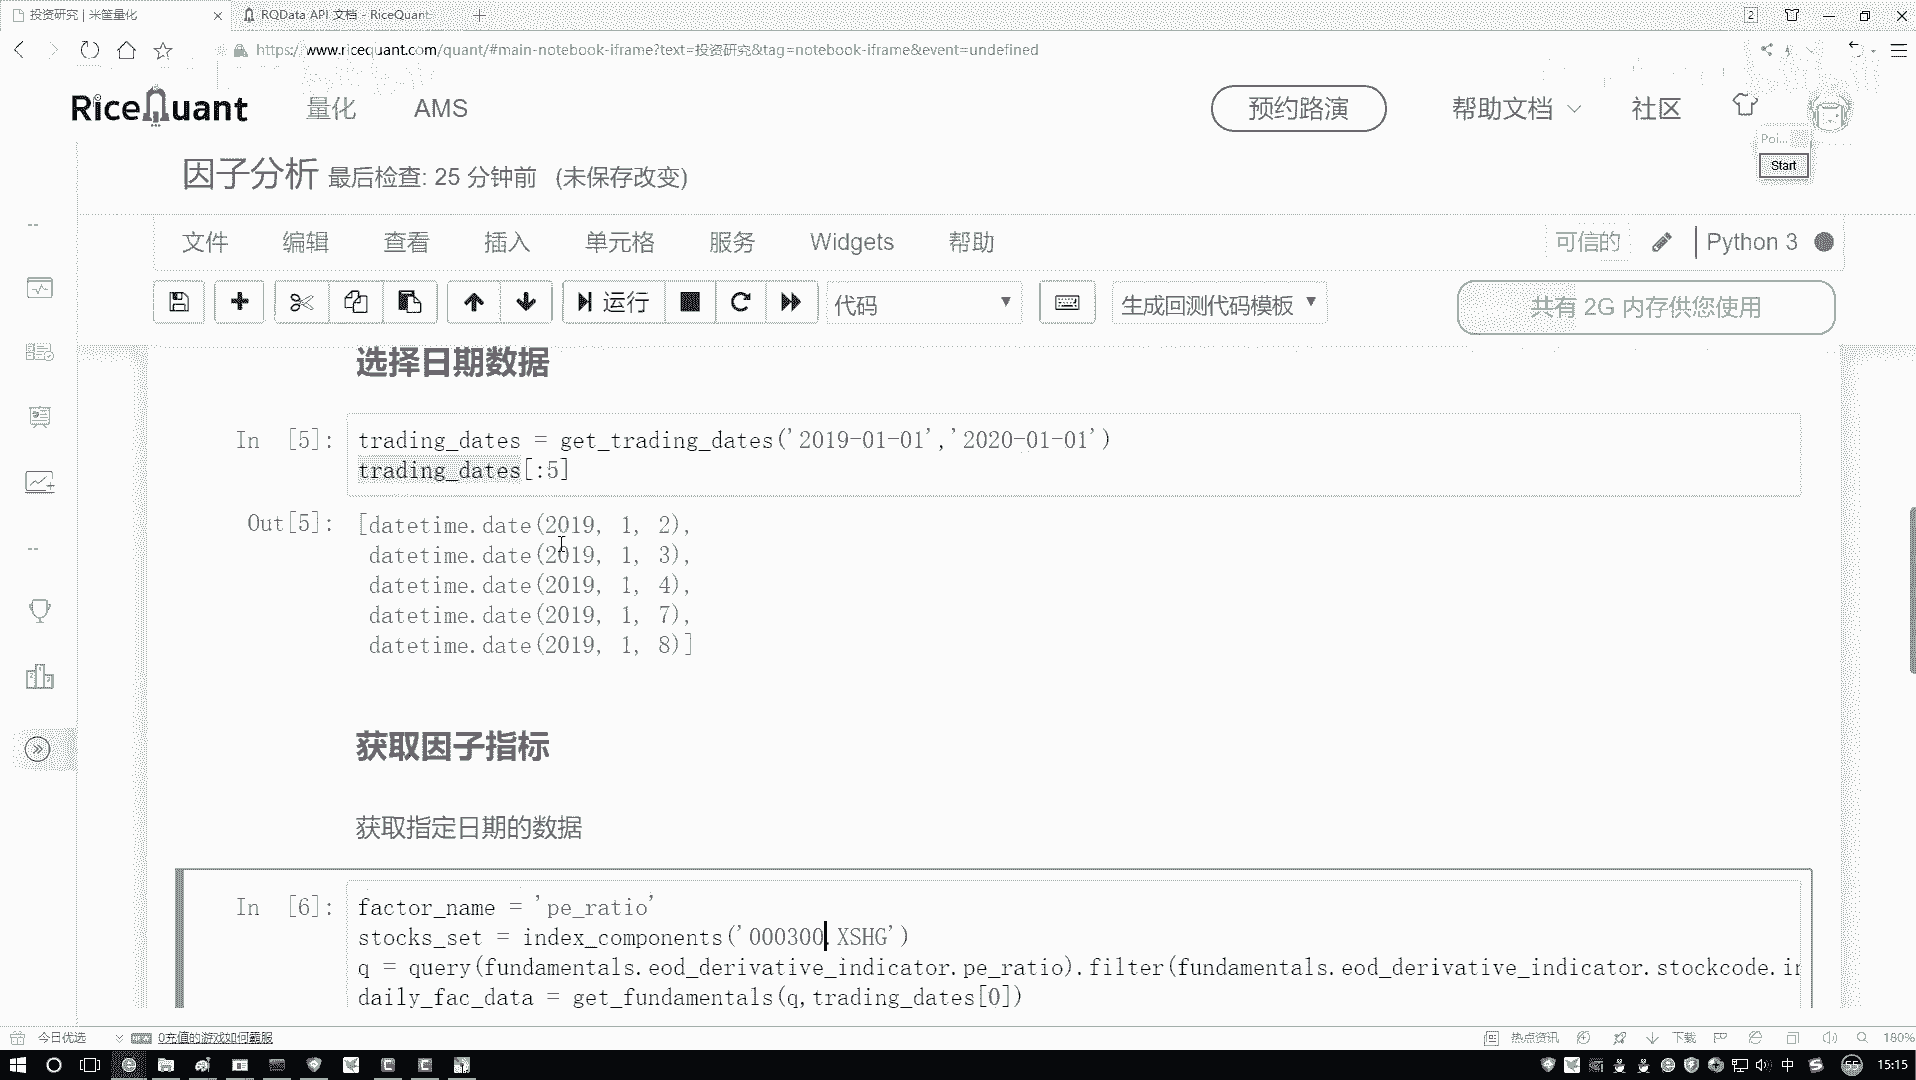 投资研究 | 米筐量化
RQData API 文档 - RiceQuant
2
https://www.ricequant.com/quant/#main-notebook-iframe?text=投资研究&tag=notebook-iframe&event=undefined
RiceQuant
量化
AMS
预约路演
帮助文档
社区
Poi...
Start
因子分析 最后检查: 25 分钟前 (未保存改变)
文件
编辑
查看
插入
单元格
服务
Widgets
帮助
可信的
Python 3
运行
代码
生成回测代码模板
共有 2G 内存供您使用
选择日期数据
In [5]:
trading_dates = get_trading_dates('2019-01-01','2020-01-01')
trading_dates[:5]
Out[5]:
[datetime.date(2019, 1, 2),
datetime.date(2019, 1, 3),
datetime.date(2019, 1, 4),
datetime.date(2019, 1, 7),
datetime.date(2019, 1, 8)]
获取因子指标
获取指定日期的数据
In [6]:
factor_name = 'pe_ratio'
stocks_set = index_components('000300.XSHG')
q = query(fundamentals.eod_derivative_indicator.pe_ratio).filter(fundamentals.eod_derivative_indicator.stockcode.in
daily_fac_data = get_fundamentals(q,trading_dates[0])
今日优选
0充值的游戏如何霸服
热点资讯
下载
180%
中
55
15:15